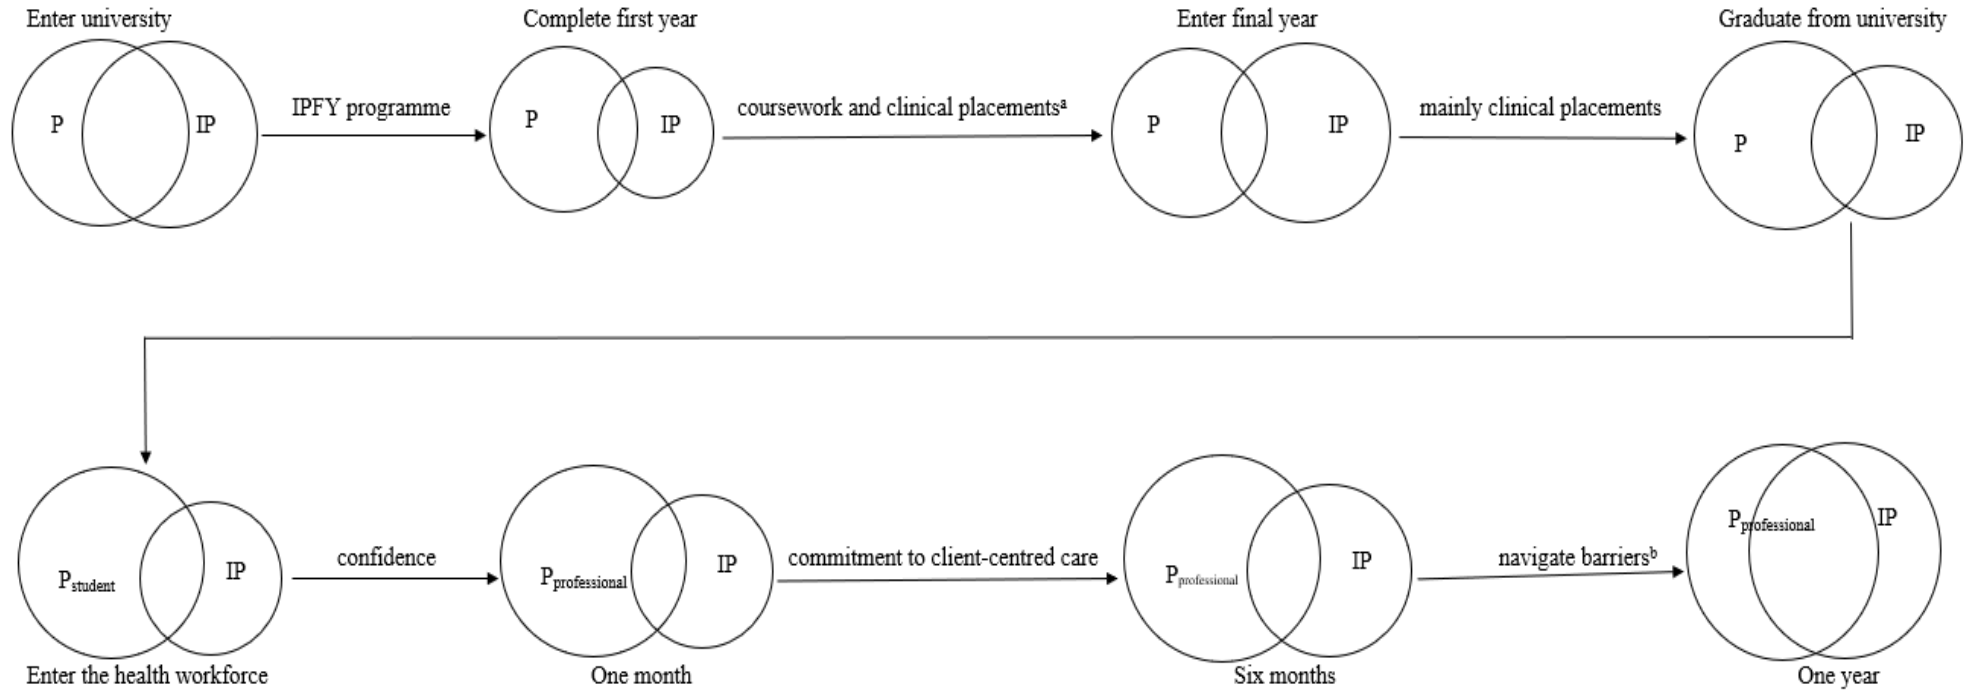 Enter university
Complete first year
Enter final year
Graduate from university
P
IP
IPFY programme
P
IP
coursework and clinical placementsᵃ
P
IP
mainly clinical placements
P
IP
Pstudent
IP
confidence
Pprofessional
IP
commitment to client-centred care
Pprofessional
IP
navigate barriersᵇ
Pprofessional
IP
Enter the health workforce
One month
Six months
One year